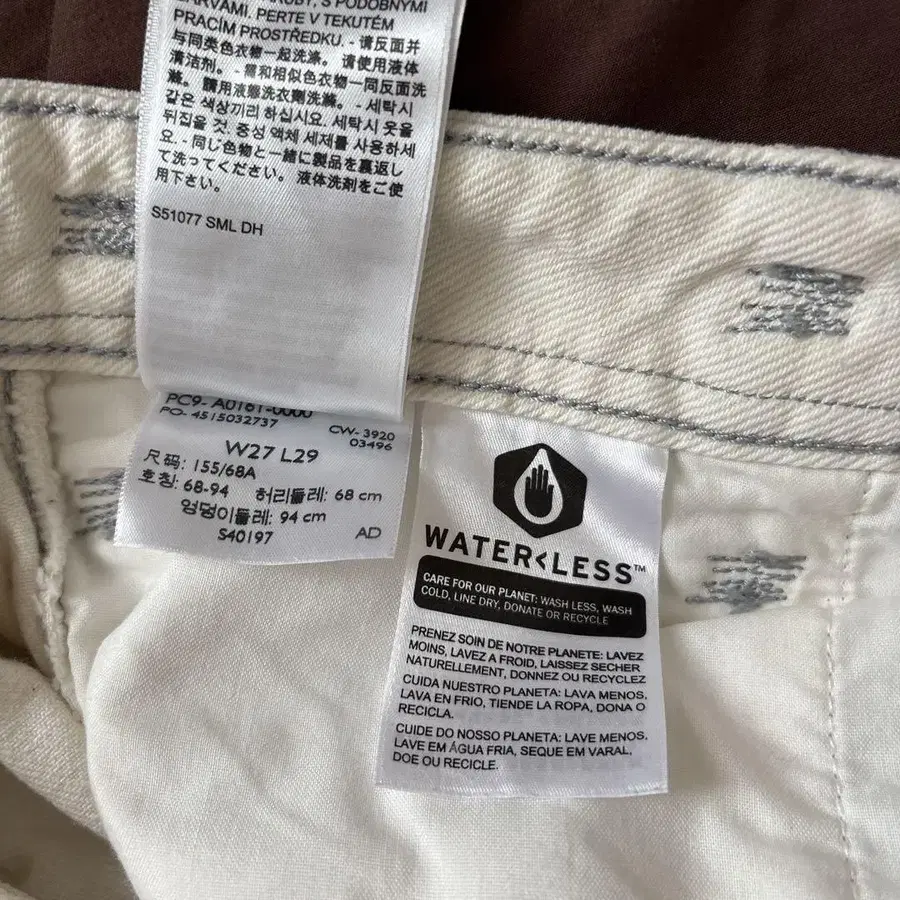 S PODOBNÝMI
BARVAMI. PERTE V TEKUTÉM
PRACÍM PROSTŘEDKU. - 请反面并
与同类色衣物一起洗涤。请使用液体
清洁剂。 - 需和相似色衣物一同反面洗
滌。請用液態洗衣劑洗滌。 - 세탁시
같은 색상끼리 하십시요. 세탁시 옷을
뒤집을 것. 중성 액체 세제를 사용하세
요. - 同じ色物と一緒に製品を裏返し
て洗ってください。液体洗剤をご使
用下さい。
S51077 SML DH
PC9- A0161-0000
PO- 4515032737
CW- 3920
03496
W27 L29
尺码: 155/68A
호칭: 68-94 허리둘레: 68 cm
엉덩이둘레: 94 cm
S40197 AD
WATER<LESS™
CARE FOR OUR PLANET: WASH LESS, WASH
COLD, LINE DRY, DONATE OR RECYCLE
PRENEZ SOIN DE NOTRE PLANETE: LAVEZ
MOINS, LAVEZ A FROID, LAISSEZ SECHER
NATURELLEMENT, DONNEZ OU RECYCLEZ
CUIDA NUESTRO PLANETA: LAVA MENOS,
LAVA EN FRIO, TIENDE LA ROPA, DONA O
RECICLA.
CUIDE DO NOSSO PLANETA: LAVE MENOS,
LAVE EM ÁGUA FRIA, SEQUE EM VARAL,
DOE OU RECICLE.